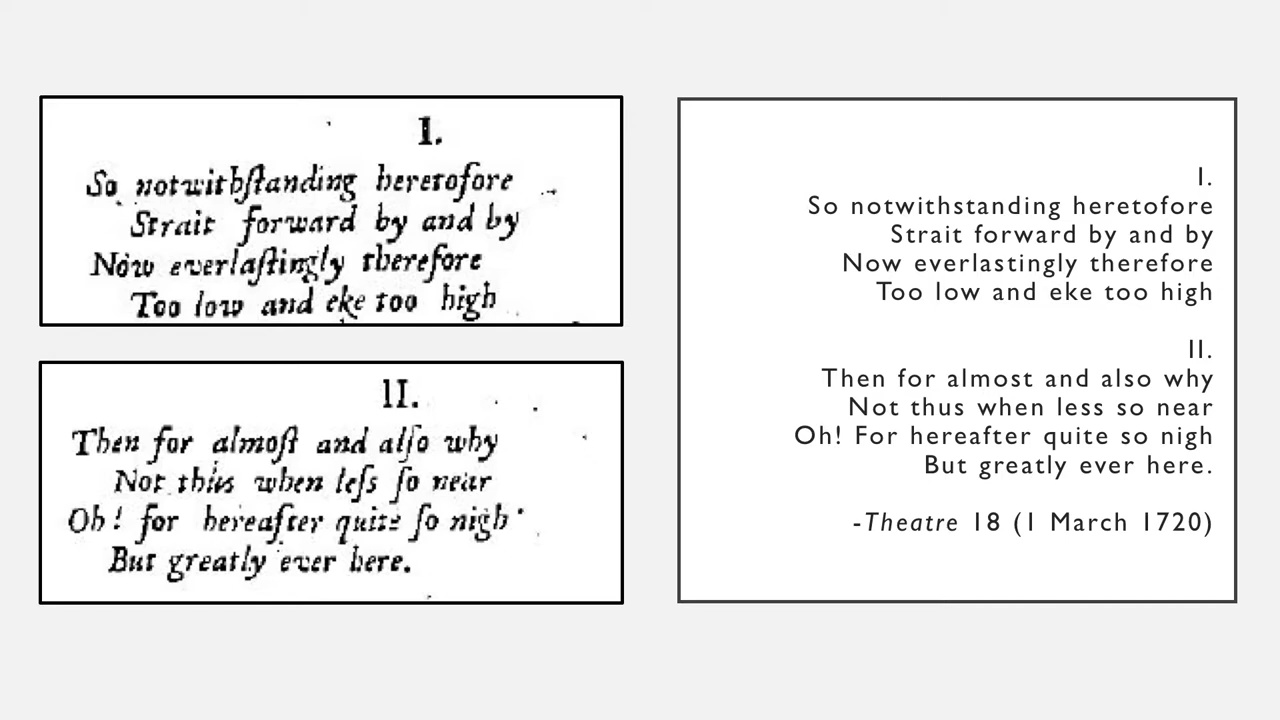 I.
So notwithſtanding heretofore
Strait forward by and by
Now everlaſtingly therefore
Too low and eke too high
II.
Then for almoſt and alſo why
Not thus when leſs ſo near
Oh! for hereafter quite ſo nigh
But greatly ever here.
I.
So notwithstanding heretofore
Strait forward by and by
Now everlastingly therefore
Too low and eke too high
II.
Then for almost and also why
Not thus when less so near
Oh! For hereafter quite so nigh
But greatly ever here.
-Theatre 18 (1 March 1720)